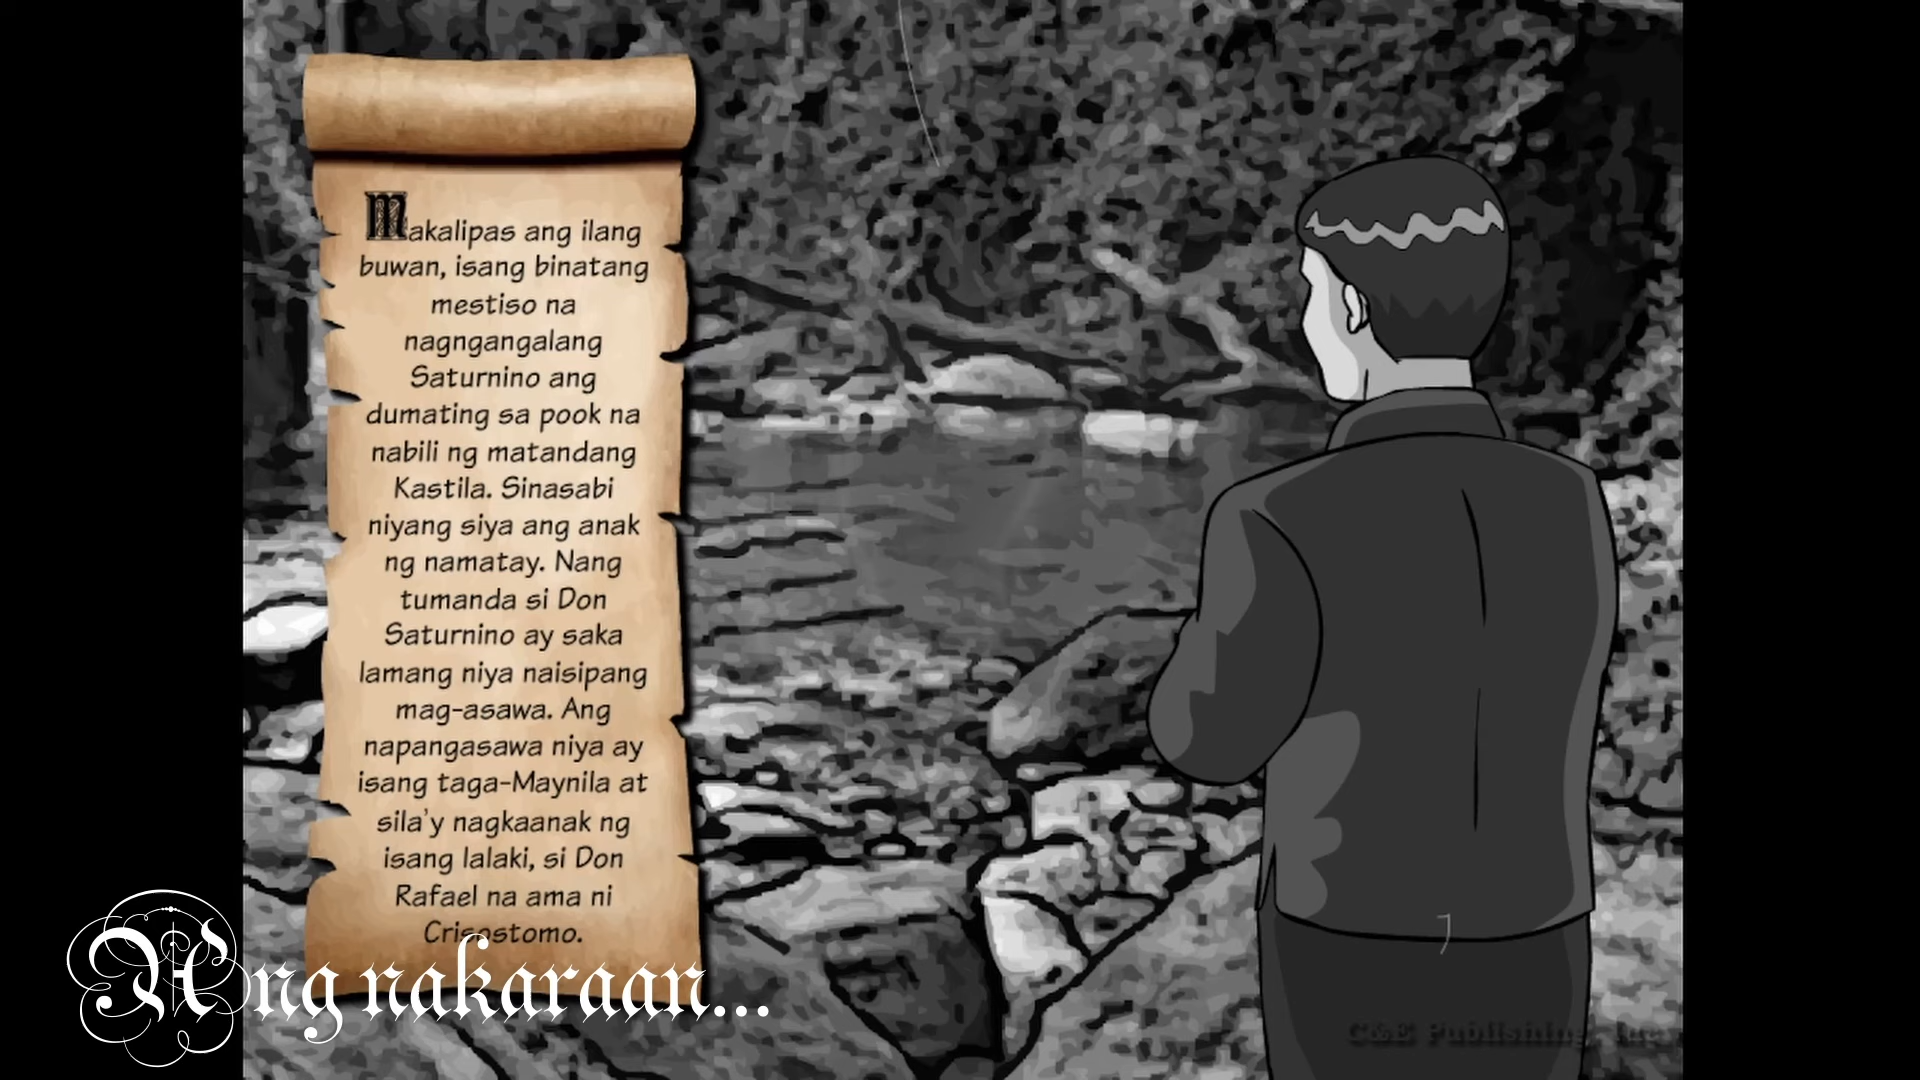 Makalipas ang ilang
buwan, isang binatang
mestiso na
nagngangalang
Saturnino ang
dumating sa pook na
nabili ng matandang
Kastila. Sinasabi
niyang siya ang anak
ng namatay. Nang
tumanda si Don
Saturnino ay saka
lamang niya naisipang
mag-asawa. Ang
napangasawa niya ay
isang taga-Maynila at
sila'y nagkaanak ng
isang lalaki, si Don
Rafael na ama ni
Crisostomo.
Ang nakaraan...
C&E Publishing, Inc.